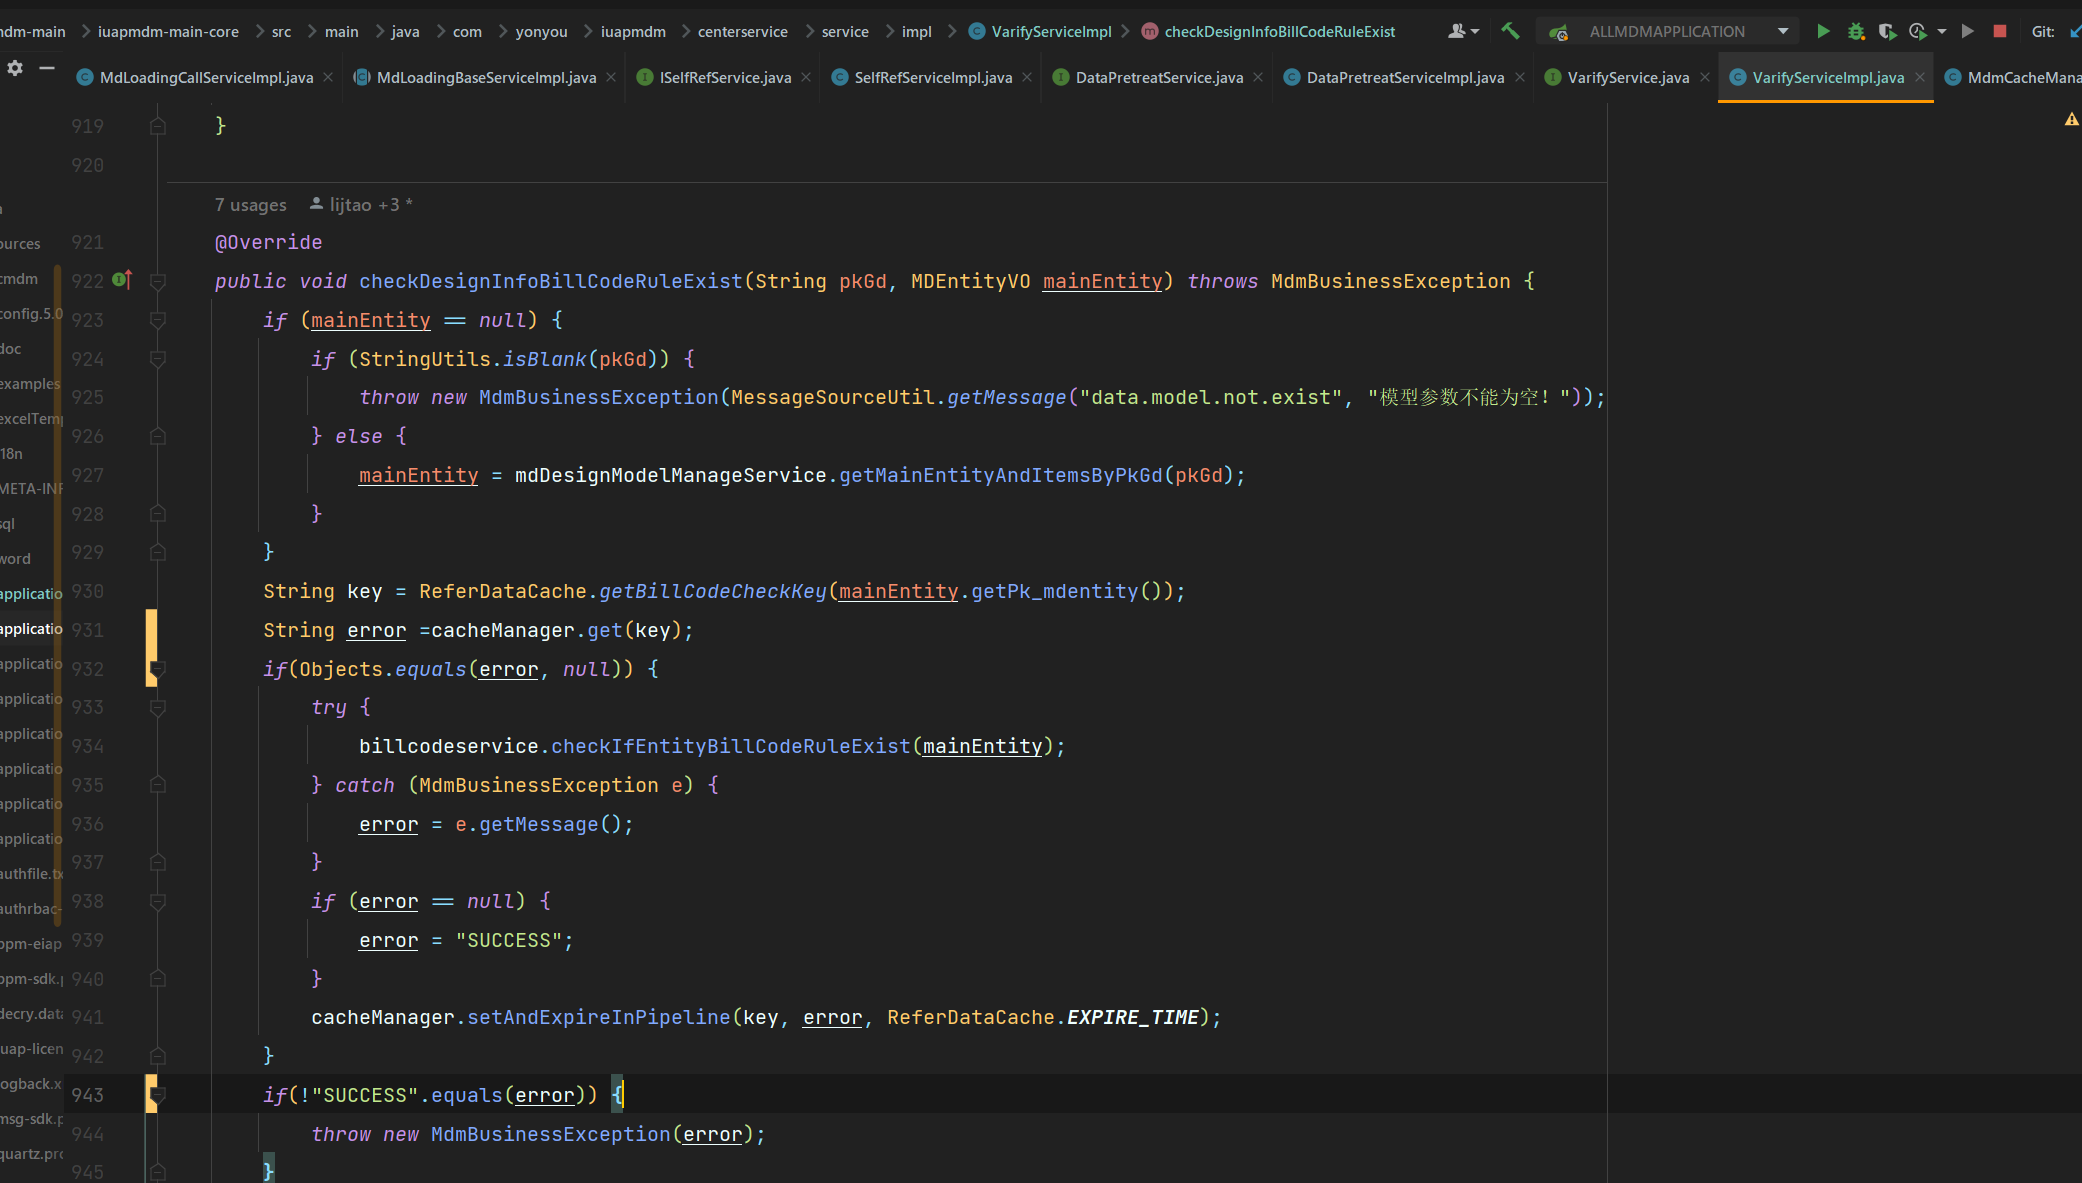 ndm-main > iuapmdm-main-core > src > main > java > com > yonyou > iuapmdm > centerservice > service > impl > VarifyServiceImpl > checkDesignInfoBillCodeRuleExist ALLMDMAPPLICATION Git:
MdLoadingCallServiceImpl.java MdLoadingBaseServiceImpl.java ISelfRefService.java SelfRefServiceImpl.java DataPretreatService.java DataPretreatServiceImpl.java VarifyService.java VarifyServiceImpl.java MdmCacheMana
919 }
920
7 usages lijtao +3 *
921 @Override
922 public void checkDesignInfoBillCodeRuleExist(String pkGd, MDEntityVO mainEntity) throws MdmBusinessException {
923 if (mainEntity == null) {
924 if (StringUtils.isBlank(pkGd)) {
925 throw new MdmBusinessException(MessageSourceUtil.getMessage("data.model.not.exist", "模型参数不能为空! "));
926 } else {
927 mainEntity = mdDesignModelManageService.getMainEntityAndItemsByPkGd(pkGd);
928 }
929 }
930 String key = ReferDataCache.getBillCodeCheckKey(mainEntity.getPk_mdentity());
931 String error =cacheManager.get(key);
932 if(Objects.equals(error, null)) {
933 try {
934 billcodeservice.checkIfEntityBillCodeRuleExist(mainEntity);
935 } catch (MdmBusinessException e) {
936 error = e.getMessage();
937 }
938 if (error == null) {
939 error = "SUCCESS";
940 }
941 cacheManager.setAndExpireInPipeline(key, error, ReferDataCache.EXPIRE_TIME);
942 }
943 if(!"SUCCESS".equals(error)) {
944 throw new MdmBusinessException(error);
945 }
ources
cmdm
config.5.0
doc
examples
excelTemp
18n
META-INF
sql
word
applicatio
applicatio
applicatio
applicatio
applicatio
applicatio
applicatio
applicatio
authfile.tx
authrbac-
bpm-eiap
bpm-sdk.p
decry.data
uap-licen
ogback.x
msg-sdk.p
quartz.pro